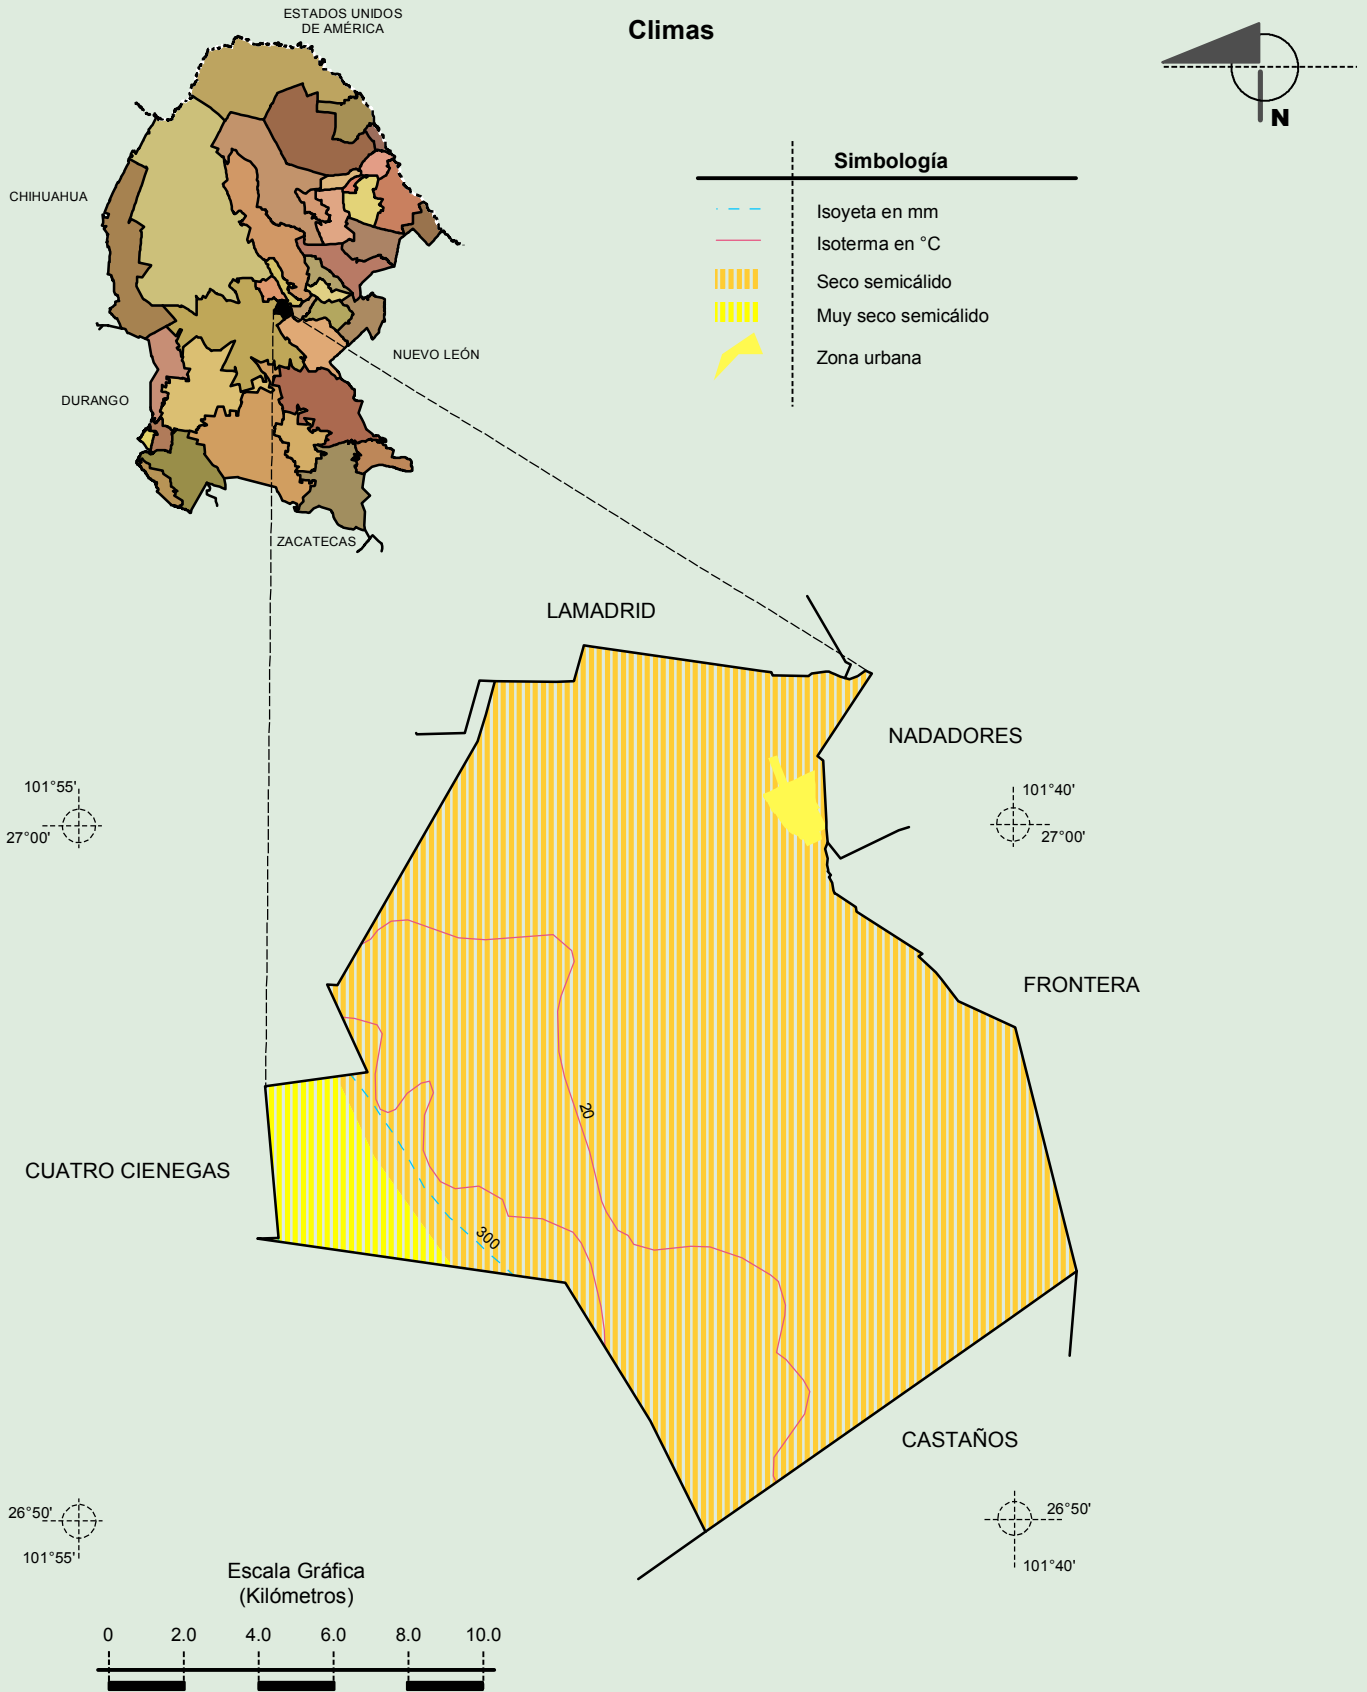 Climas
ESTADOS UNIDOS
DE AMÉRICA
N
CHIHUAHUA
NUEVO LEÓN
DURANGO
ZACATECAS
Simbología
Isoyeta en mm
Isoterma en °C
Seco semicálido
Muy seco semicálido
Zona urbana
LAMADRID
NADADORES
101°55'
27°00'
101°40'
27°00'
FRONTERA
20
CUATRO CIENEGAS
300
CASTAÑOS
26°50'
101°55'
26°50'
101°40'
Escala Gráfica
(Kilómetros)
0 2.0 4.0 6.0 8.0 10.0